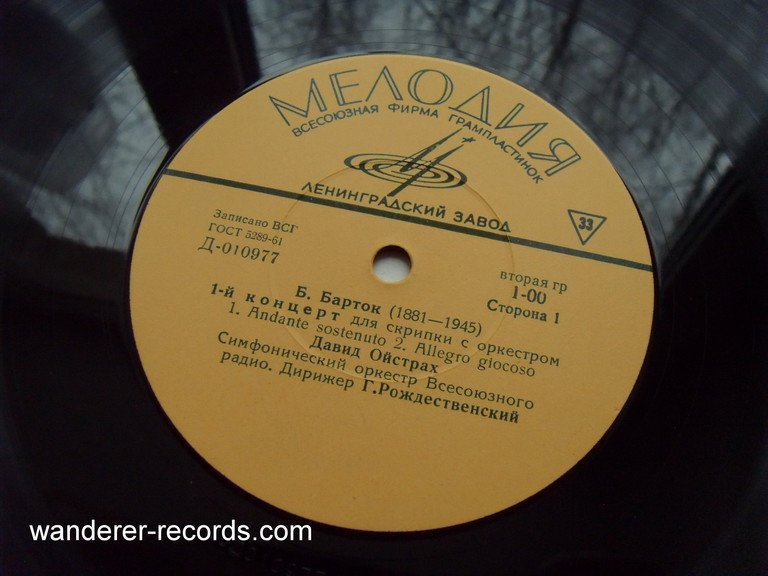 МЕЛОДИЯ
ВСЕСОЮЗНАЯ ФИРМА ГРАМПЛАСТИНОК
ЛЕНИНГРАДСКИЙ ЗАВОД
33
Записано ВСГ
ГОСТ 5289-61
Д-010977
вторая гр
1-00
Сторона 1
Б. Барток (1881—1945)
1-й концерт для скрипки с оркестром
1. Andante sostenuto 2. Allegro giocoso
Давид Ойстрах
Симфонический оркестр Всесоюзного
радио. Дирижер Г.Рождественский
wanderer-records.com